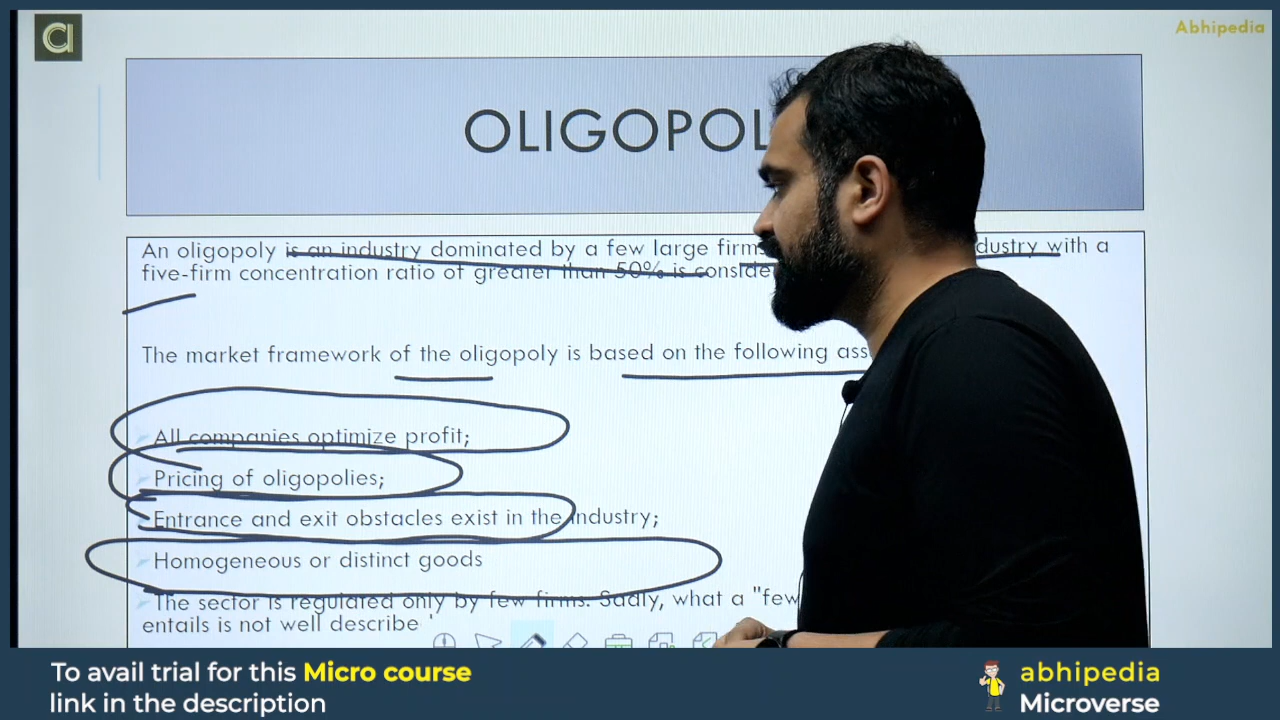 Abhipedia
OLIGOPOL
An oligopoly is an industry dominated by a few large firms dustry with a
five-firm concentration ratio of greater than 50% is conside
The market framework of the oligopoly is based on the following ass
All companies optimize profit;
Pricing of oligopolies;
Entrance and exit obstacles exist in the industry;
Homogeneous or distinct goods
The sector is regulated only by few firms. Sadly, what a "few
entails is not well describe '
To avail trial for this Micro course
link in the description
abhipedia
Microverse